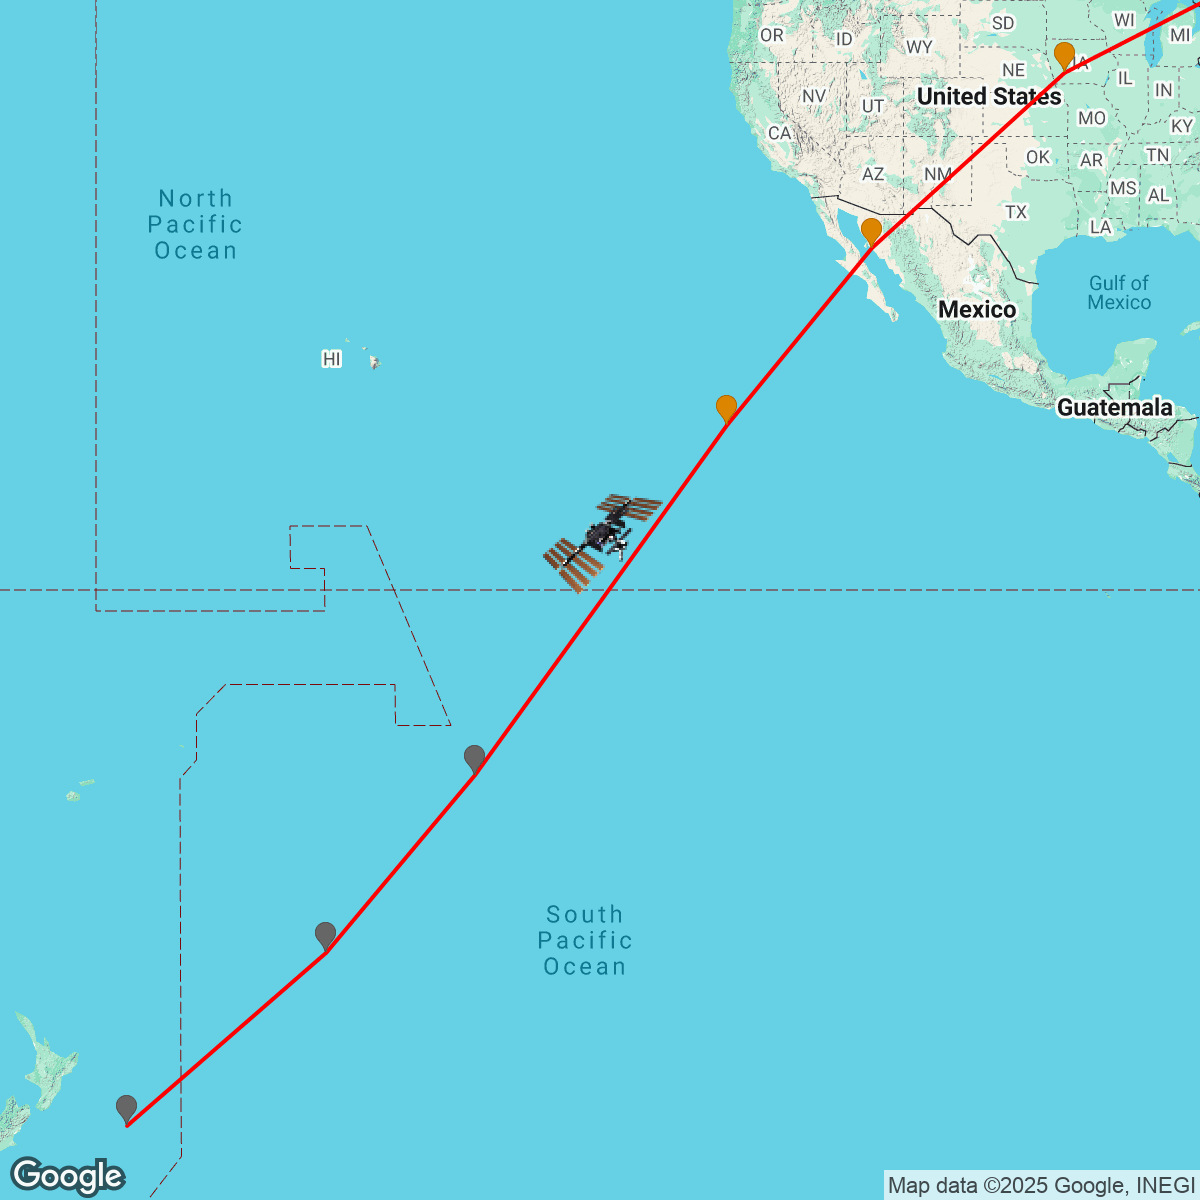 OR
ID
SD
WY
WI
MI
NE
IA
IL
IN
NV
UT
United States
MO
KY
CA
AZ
NM
OK
AR
TN
TX
MS
AL
LA
North
Pacific
Ocean
Gulf of
Mexico
Mexico
HI
Guatemala
South
Pacific
Ocean
Google
Map data ©2025 Google, INEGI